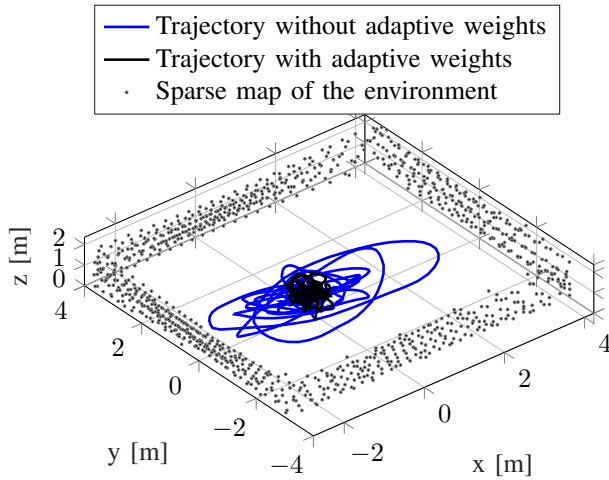 Trajectory without adaptive weights
Trajectory with adaptive weights
Sparse map of the environment
z [m]
2
1
0
4
2
0
−2
−4
y [m]
−2
0
2
4
x [m]